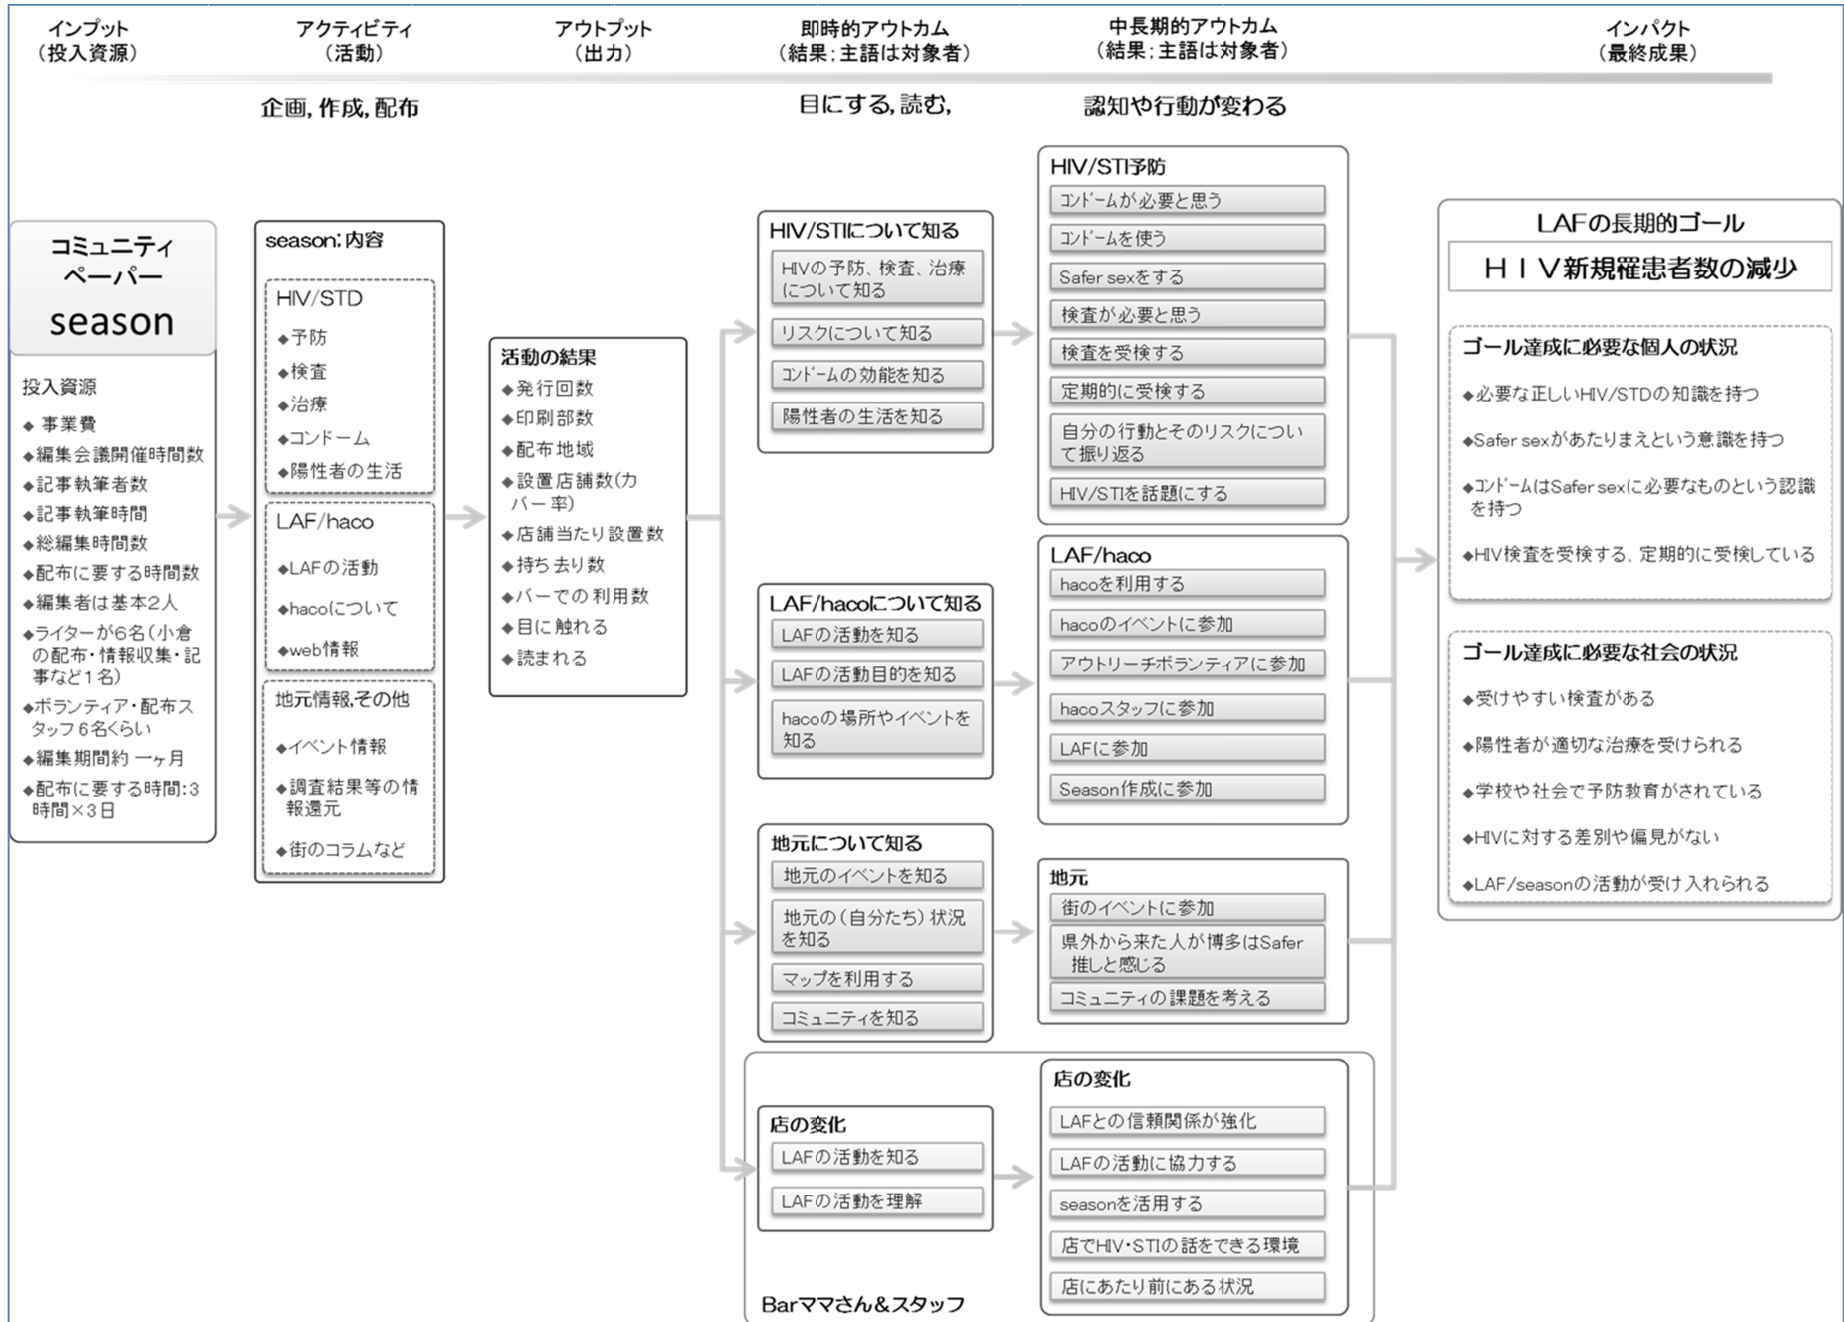 インプット
（投入資源）
アクティビティ
（活動）
アウトプット
（出力）
即時的アウトカム
（結果；主語は対象者）
中長期的アウトカム
（結果；主語は対象者）
インパクト
（最終成果）
企画, 作成, 配布
目にする, 読む,
認知や行動が変わる
コミュニティ
ペーパー
season
投入資源
◆ 事業費
◆編集会議開催時間数
◆記事執筆者数
◆記事執筆時間
◆総編集時間数
◆配布に要する時間数
◆編集者は基本2人
◆ライターが６名（小倉
の配布・情報収集・記
事など１名）
◆ボランティア・配布ス
タッフ６名くらい
◆編集期間約 一ヶ月
◆配布に要する時間：3
時間×３日
season：内容
HIV/STD
◆予防
◆検査
◆治療
◆コンドーム
◆陽性者の生活
LAF/haco
◆LAFの活動
◆hacoについて
◆web情報
地元情報,その他
◆イベント情報
◆調査結果等の情
報還元
◆街のコラムなど
活動の結果
◆発行回数
◆印刷部数
◆配布地域
◆設置店舗数（カ
バー率）
◆店舗当たり設置数
◆持ち去り数
◆バーでの利用数
◆目に触れる
◆読まれる
HIV/STIについて知る
HIVの予防、検査、治療
について知る
リスクについて知る
コンドームの効能を知る
陽性者の生活を知る
LAF/hacoについて知る
LAFの活動を知る
LAFの活動目的を知る
hacoの場所やイベントを
知る
地元について知る
地元のイベントを知る
地元の（自分たち）状況
を知る
マップを利用する
コミュニティを知る
店の変化
LAFの活動を知る
LAFの活動を理解
Barママさん＆スタッフ
HIV/STI予防
コンドームが必要と思う
コンドームを使う
Safer sexをする
検査が必要と思う
検査を受検する
定期的に受検する
自分の行動とそのリスクについ
て振り返る
HIV/STIを話題にする
LAF/haco
hacoを利用する
hacoのイベントに参加
アウトリーチボランティアに参加
hacoスタッフに参加
LAFに参加
Season作成に参加
地元
街のイベントに参加
県外から来た人が博多はSafer
推しと感じる
コミュニティの課題を考える
店の変化
LAFとの信頼関係が強化
LAFの活動に協力する
seasonを活用する
店でHIV・STIの話をできる環境
店にあたり前にある状況
LAFの長期的ゴール
ＨＩＶ新規罹患者数の減少
ゴール達成に必要な個人の状況
◆必要な正しいHIV/STDの知識を持つ
◆Safer sexがあたりまえという意識を持つ
◆コンドームはSafer sexに必要なものという認識
を持つ
◆HIV検査を受検する、定期的に受検している
ゴール達成に必要な社会の状況
◆受けやすい検査がある
◆陽性者が適切な治療を受けられる
◆学校や社会で予防教育がされている
◆HIVに対する差別や偏見がない
◆LAF/seasonの活動が受け入れられる